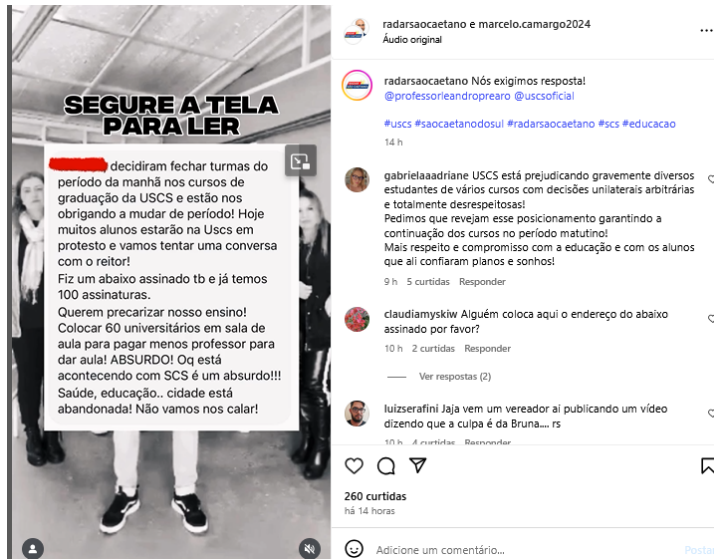 SEGURE A TELA
PARA LER
decidiram fechar turmas do
período da manhã nos cursos de
graduação da USCS e estão nos
obrigando a mudar de período! Hoje
muitos alunos estarão na Uscs em
protesto e vamos tentar uma conversa
com o reitor!
Fiz um abaixo assinado tb e já temos
100 assinaturas.
Querem precarizar nosso ensino!
Colocar 60 universitários em sala de
aula para pagar menos professor para
dar aula! ABSURDO! Oq está
acontecendo com SCS é um absurdo!!!
Saúde, educação.. cidade está
abandonada! Não vamos nos calar!
radarsaocaetano e marcelo.camargo2024
Áudio original
radarsaocaetano Nós exigimos resposta!
@professorleandroprearo @uscsoficial
#uscs #saocaetanodosul #radarsaocaetano #scs #educacao
14 h
gabrielaaadriane USCS está prejudicando gravemente diversos
estudantes de vários cursos com decisões unilaterais arbitrárias
e totalmente desrespeitosas!
Pedimos que revejam esse posicionamento garantindo a
continuação dos cursos no período matutino!
Mais respeito e compromisso com a educação e com os alunos
que ali confiaram planos e sonhos!
9 h 5 curtidas Responder
claudiamyskiw Alguém coloca aqui o endereço do abaixo
assinado por favor?
10 h 2 curtidas Responder
Ver respostas (2)
luizserafini Jaja vem um vereador ai publicando um vídeo
dizendo que a culpa é da Bruna.... rs
10 h 4 curtidas Responder
260 curtidas
há 14 horas
Adicione um comentário...
Postar